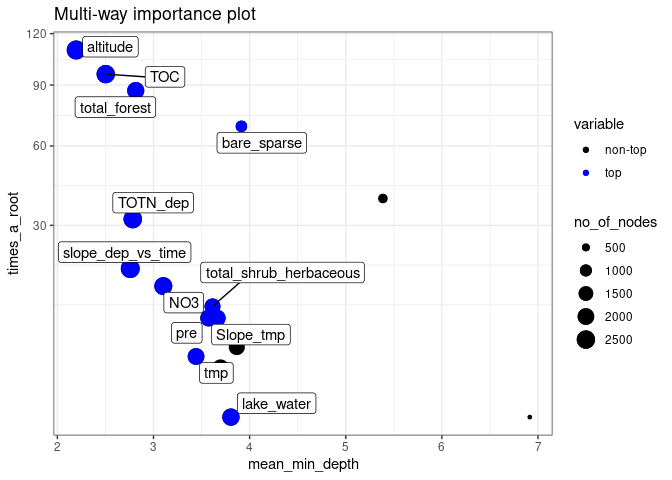 Multi-way importance plot
120
90
60
30
times_a_root
altitude
TOC
total_forest
bare_sparse
TOTN_dep
slope_dep_vs_time
total_shrub_herbaceous
NO3
pre
Slope_tmp
tmp
lake_water
2
3
4
5
6
7
mean_min_depth
variable
non-top
top
no_of_nodes
500
1000
1500
2000
2500